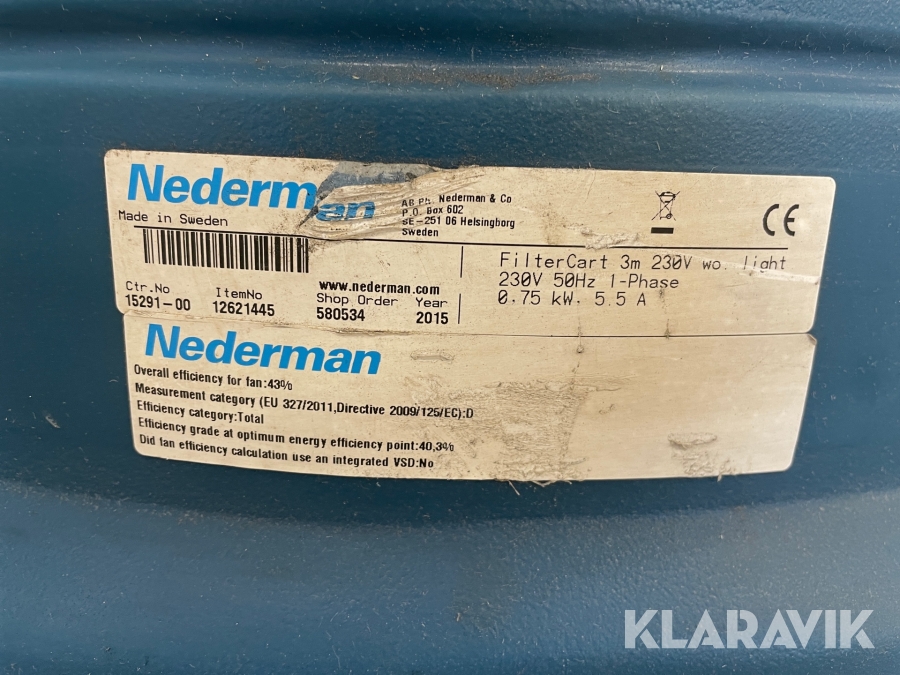 Nederman
Made in Sweden
AB Ph. Nederman & Co
P.O. Box 602
SE-251 06 Helsingborg
Sweden
CE
FilterCart 3m 230V wo. light
230V 50Hz 1-Phase
0.75 kW. 5.5 A
www.nederman.com
Ctr.No ItemNo Shop Order Year
15291-00 12621445 580534 2015
Nederman
Overall efficiency for fan:43%
Measurement category (EU 327/2011,Directive 2009/125/EC):D
Efficiency category:Total
Efficiency grade at optimum energy efficiency point:40,3%
Did fan efficiency calculation use an integrated VSD:No
KLARAVIK